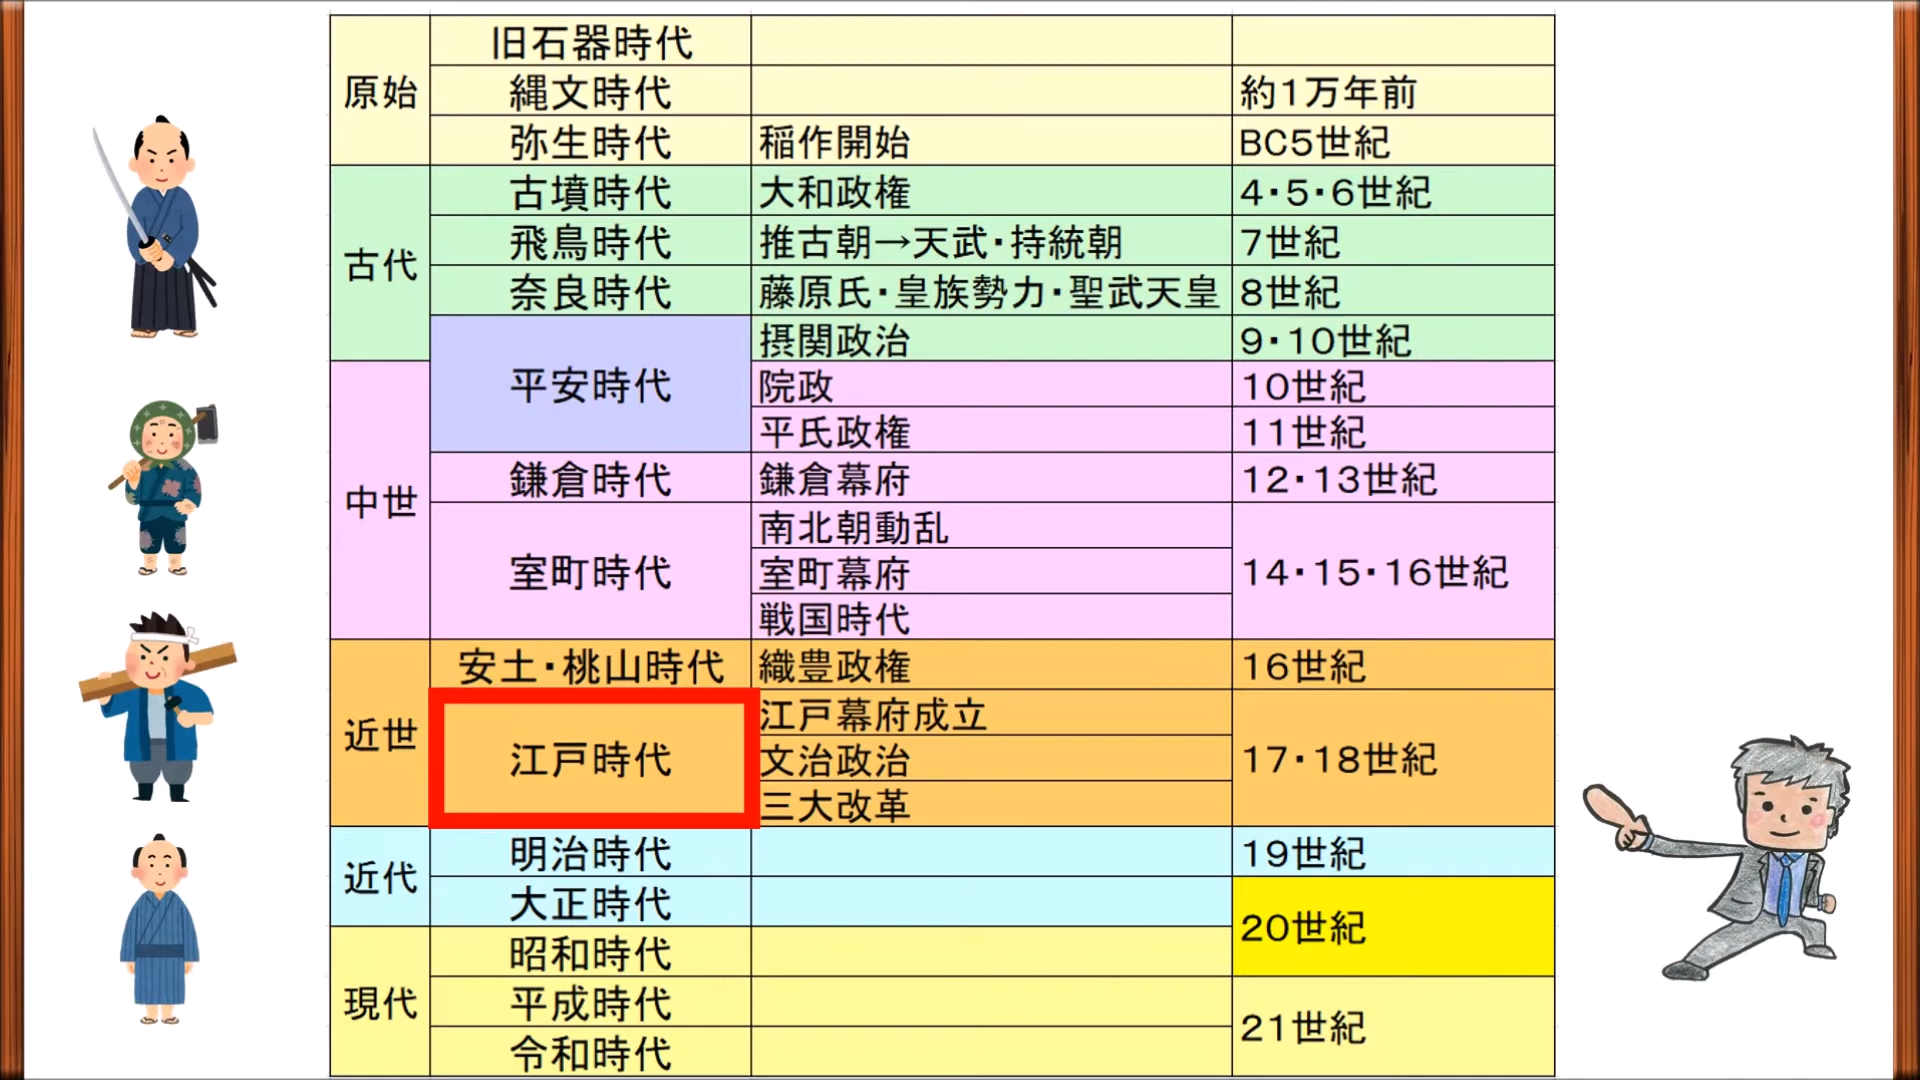 原始
旧石器時代
縄文時代
約1万年前
弥生時代
稲作開始
BC5世紀
古代
古墳時代
大和政権
4・5・6世紀
飛鳥時代
推古朝→天武・持統朝
7世紀
奈良時代
藤原氏・皇族勢力・聖武天皇
8世紀
平安時代
摂関政治
9・10世紀
中世
院政
10世紀
平氏政権
11世紀
鎌倉時代
鎌倉幕府
12・13世紀
室町時代
南北朝動乱
室町幕府
戦国時代
14・15・16世紀
近世
安土・桃山時代
織豊政権
16世紀
江戸時代
江戸幕府成立
文治政治
三大改革
17・18世紀
近代
明治時代
19世紀
大正時代
20世紀
現代
昭和時代
平成時代
21世紀
令和時代